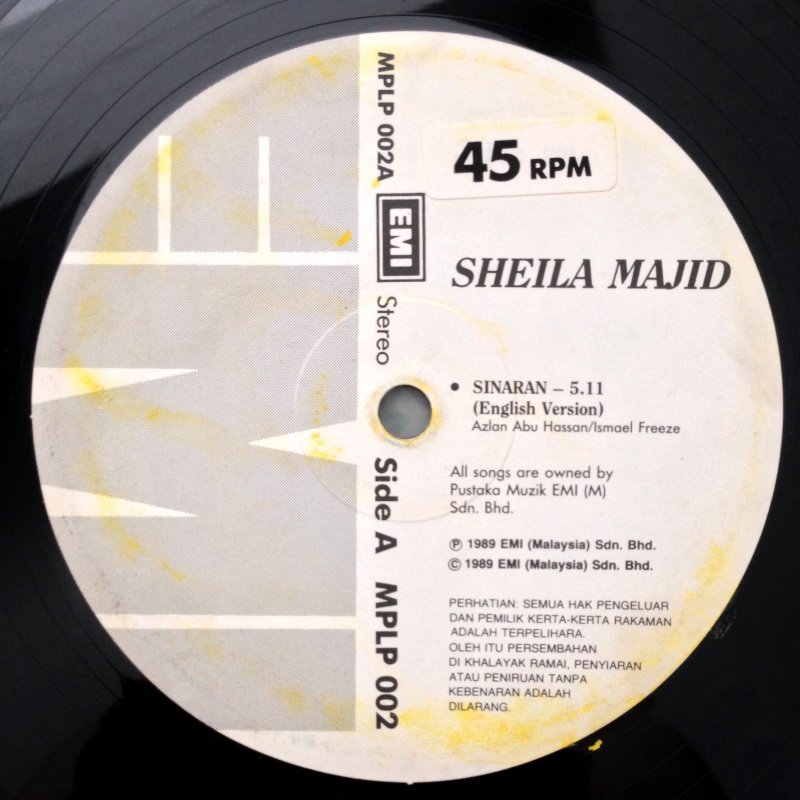 MPLP 002A
EMI
Stereo
Side A MPLP 002
45 RPM
SHEILA MAJID
• SINARAN – 5.11
(English Version)
Azlan Abu Hassan/Ismael Freeze
All songs are owned by
Pustaka Muzik EMI (M)
Sdn. Bhd.
Ⓟ 1989 EMI (Malaysia) Sdn. Bhd.
© 1989 EMI (Malaysia) Sdn. Bhd.
PERHATIAN: SEMUA HAK PENGELUAR
DAN PEMILIK KERTA-KERTA RAKAMAN
ADALAH TERPELIHARA.
OLEH ITU PERSEMBAHAN
DI KHALAYAK RAMAI, PENYIARAN
ATAU PENIRUAN TANPA
KEBENARAN ADALAH
DILARANG.